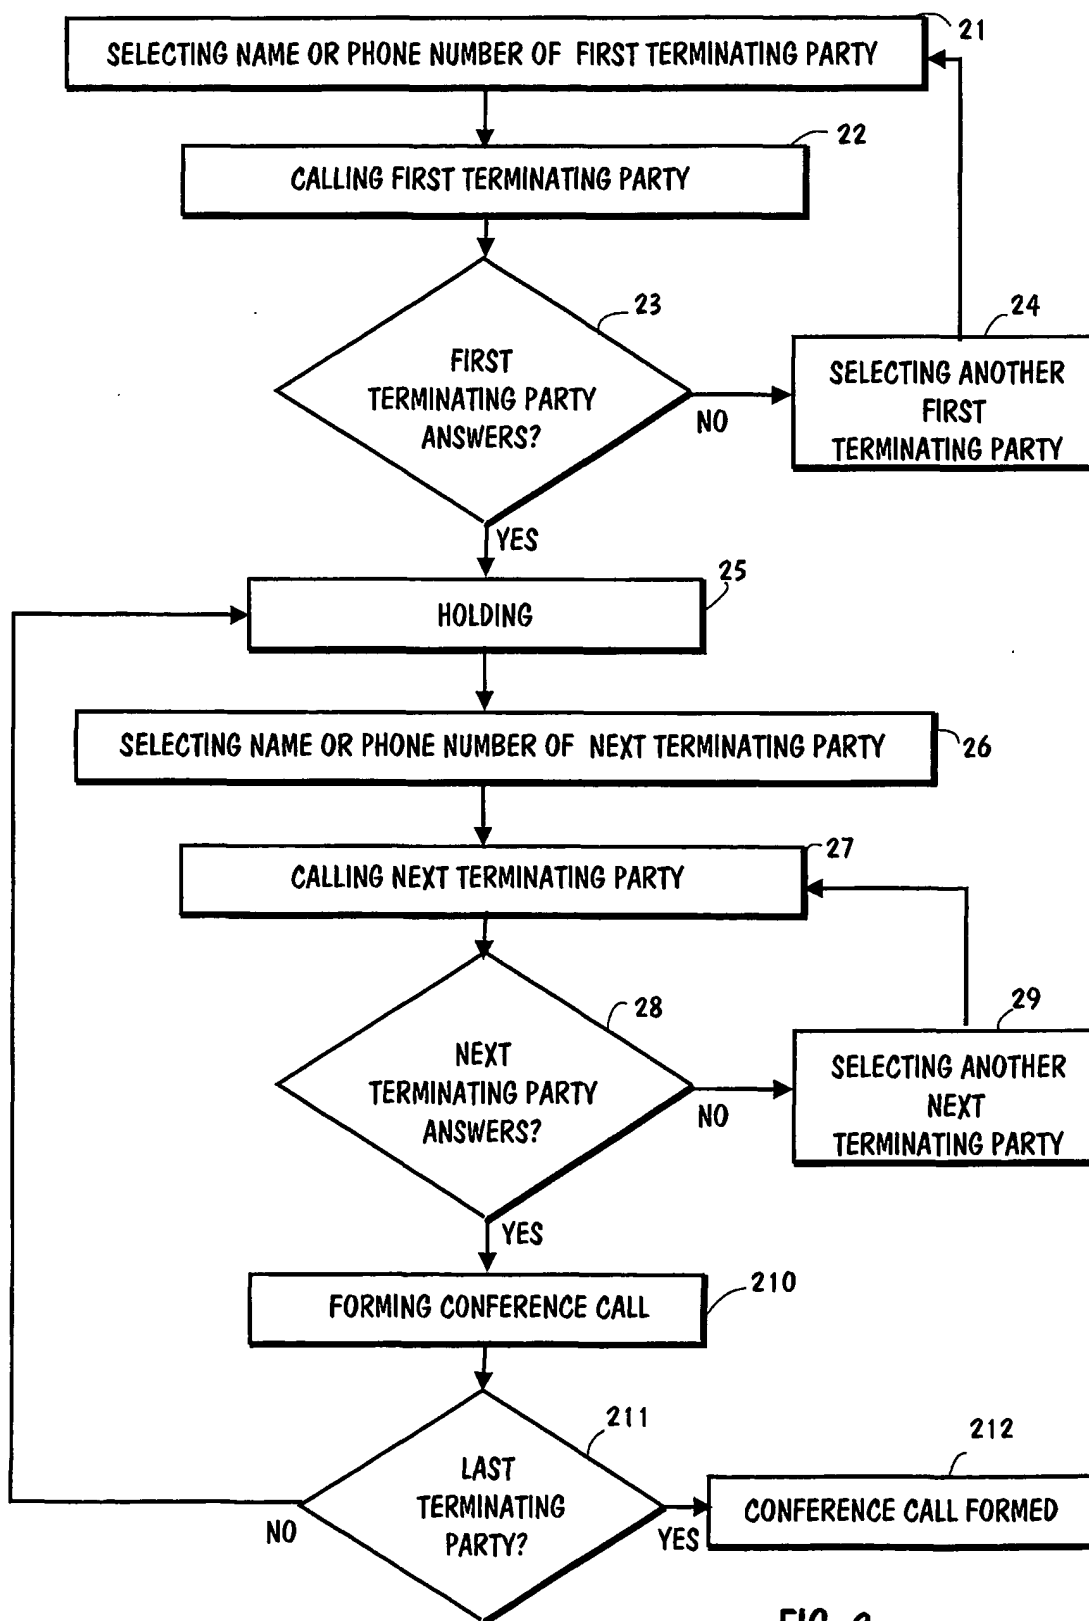 21
SELECTING NAME OR PHONE NUMBER OF FIRST TERMINATING PARTY
22
CALLING FIRST TERMINATING PARTY
23
FIRST
TERMINATING PARTY
ANSWERS?
NO
24
SELECTING ANOTHER
FIRST
TERMINATING PARTY
YES
25
HOLDING
26
SELECTING NAME OR PHONE NUMBER OF NEXT TERMINATING PARTY
27
CALLING NEXT TERMINATING PARTY
28
NEXT
TERMINATING PARTY
ANSWERS?
NO
29
SELECTING ANOTHER
NEXT
TERMINATING PARTY
YES
210
FORMING CONFERENCE CALL
211
LAST
TERMINATING
PARTY?
NO
YES
212
CONFERENCE CALL FORMED
FIG.